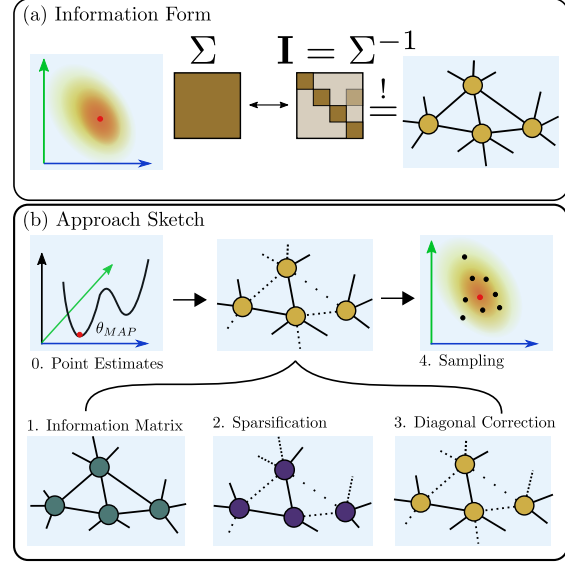 (a) Information Form
Σ I = Σ⁻¹
!
=
(b) Approach Sketch
θMAP
0. Point Estimates
4. Sampling
1. Information Matrix 2. Sparsification 3. Diagonal Correction